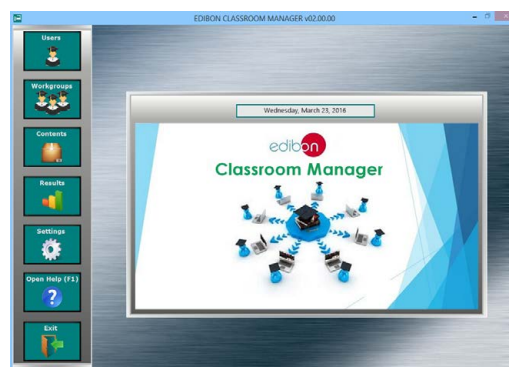 EDIBON CLASSROOM MANAGER v02.00.00
Users
Workgroups
Contents
Results
Settings
Open Help (F1)
?
Exit
Wednesday, March 23, 2016
edibon
Classroom Manager